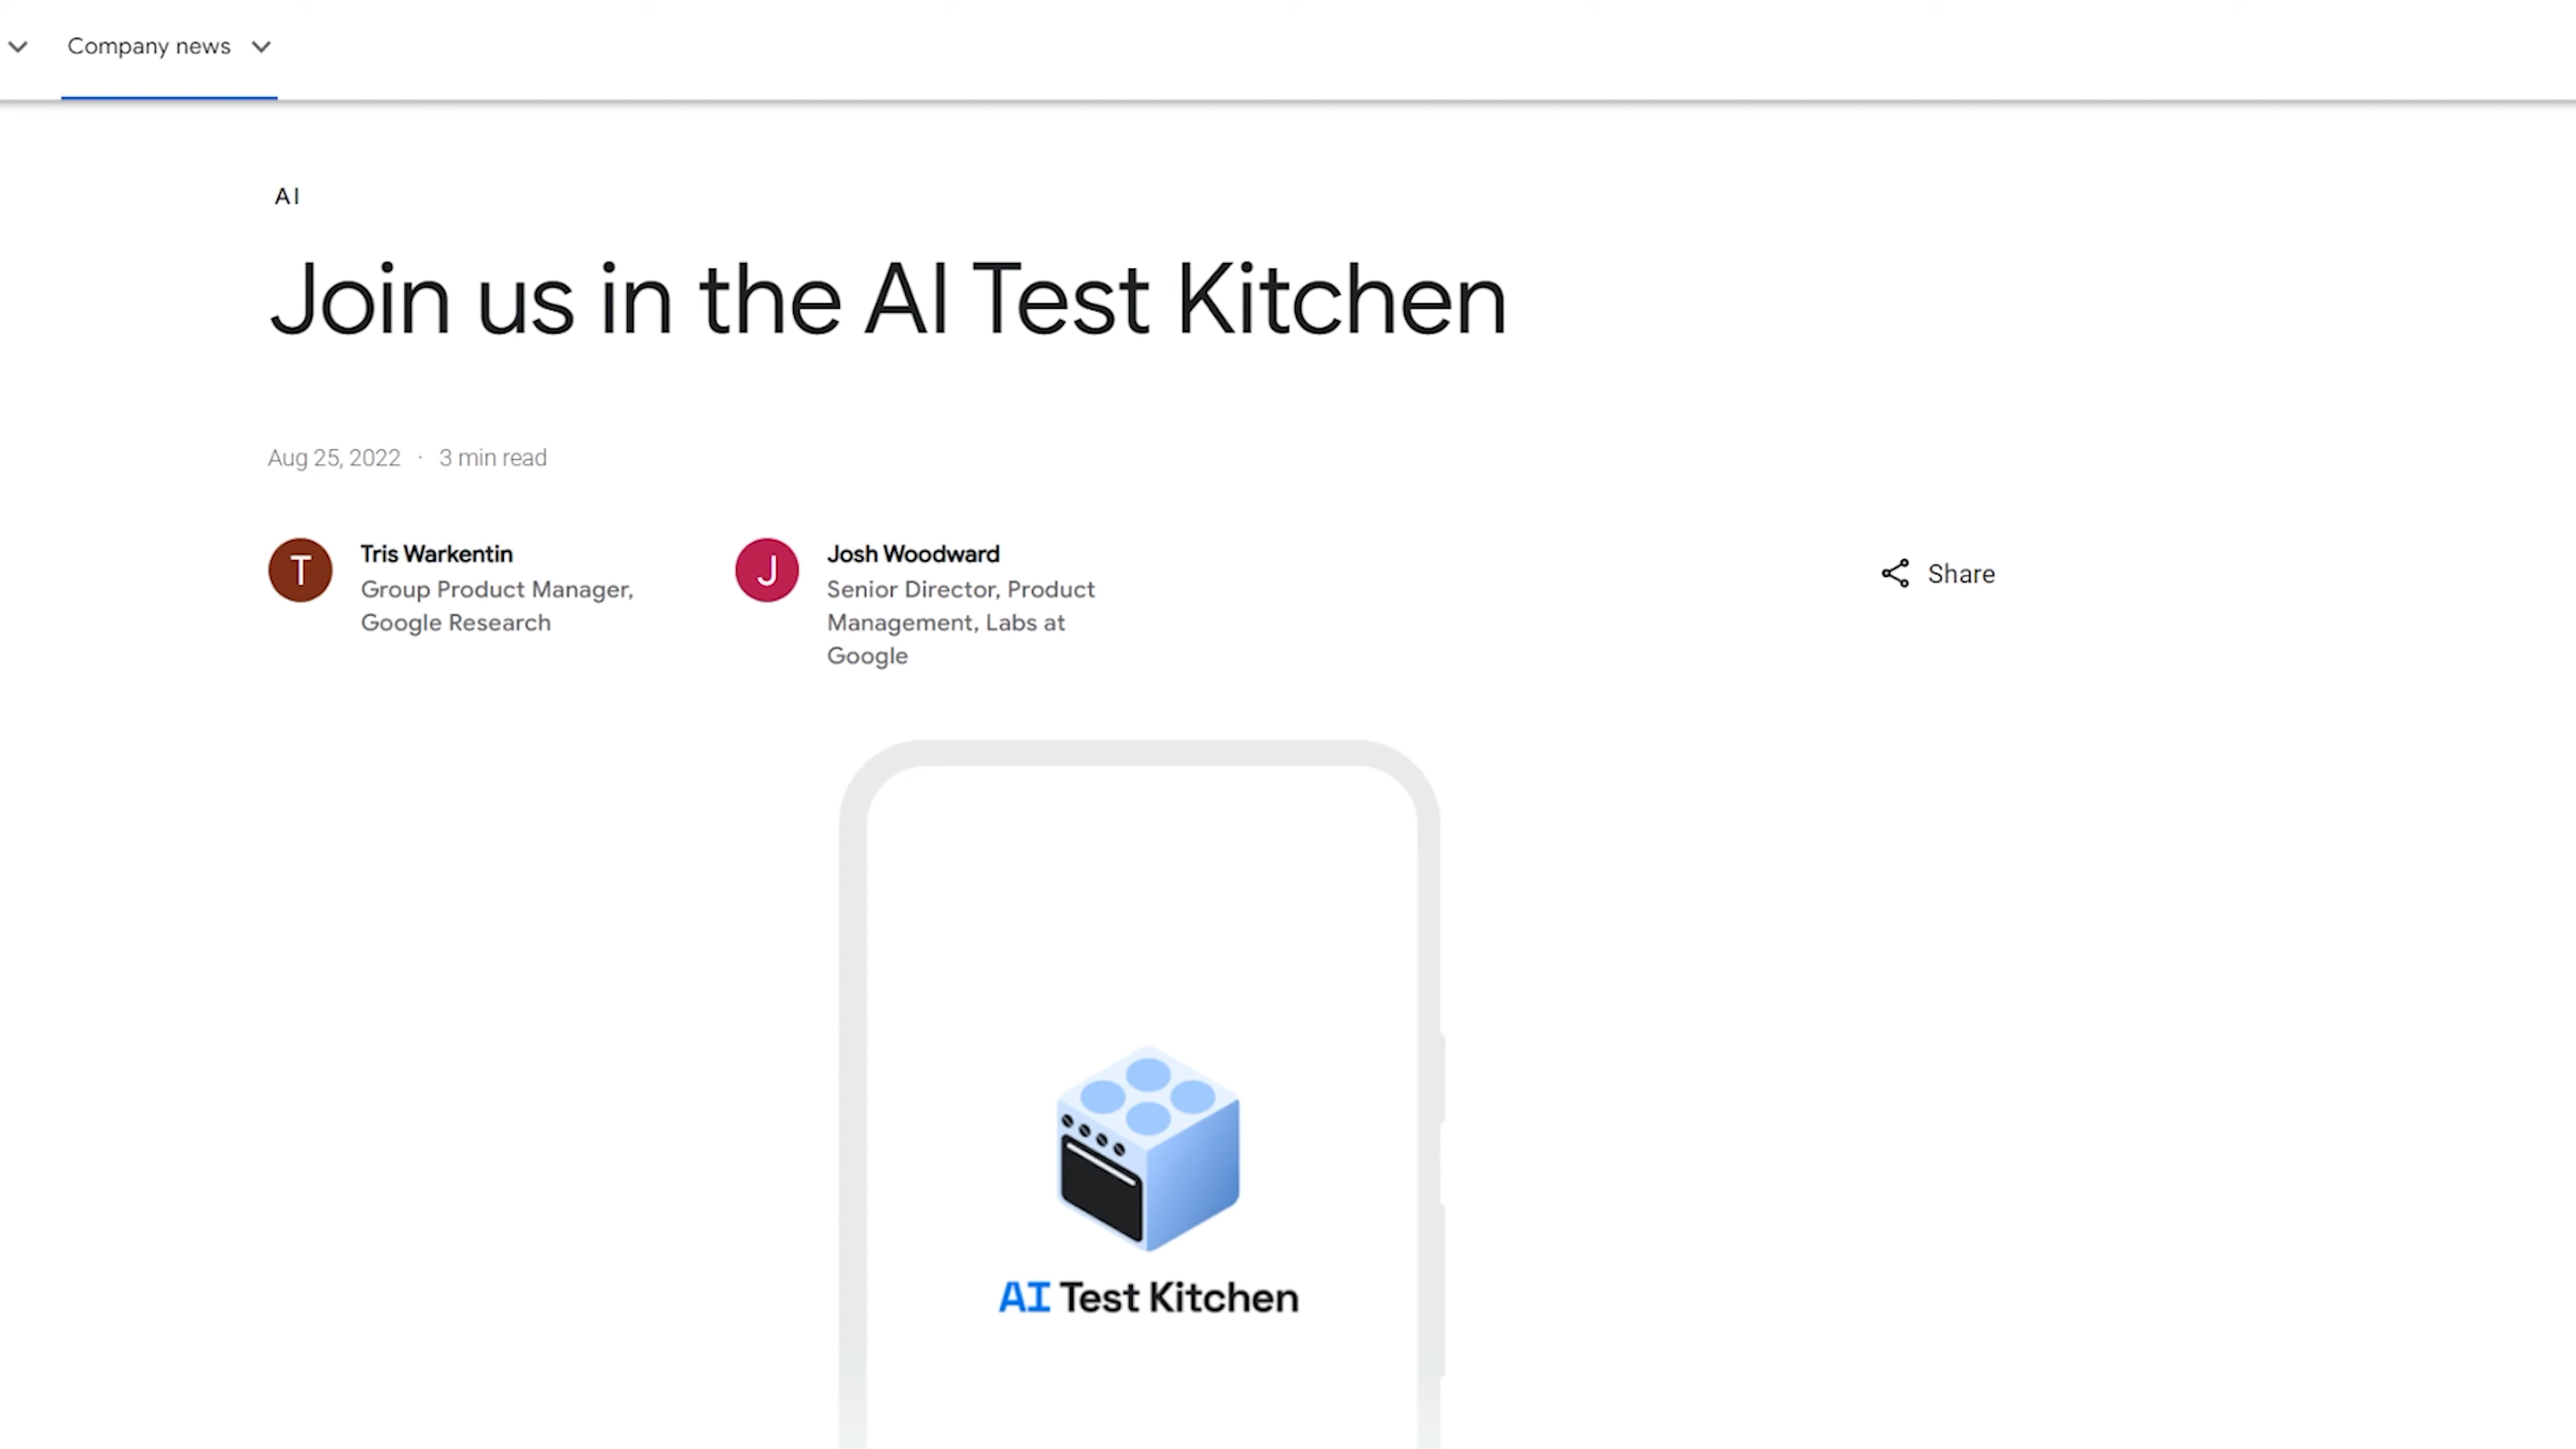 Company news
AI
Join us in the AI Test Kitchen
Aug 25, 2022 · 3 min read
T
Tris Warkentin
Group Product Manager,
Google Research
J
Josh Woodward
Senior Director, Product
Management, Labs at
Google
Share
AI Test Kitchen